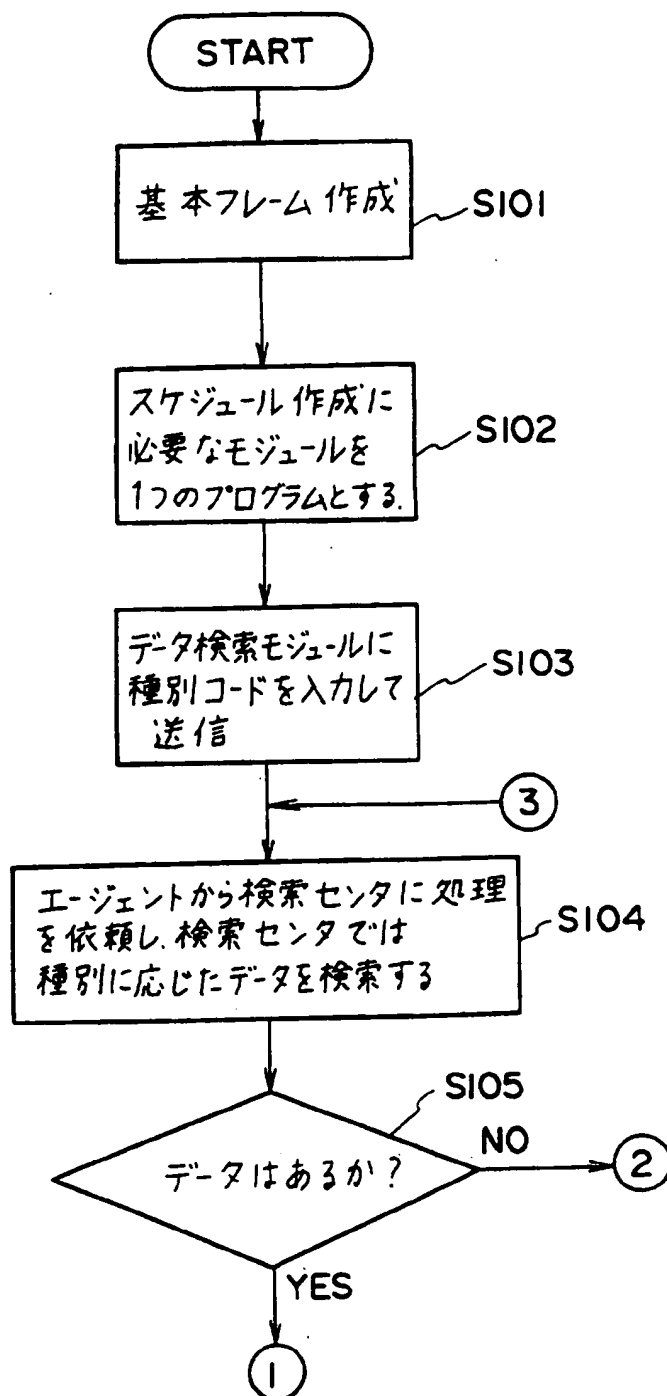 START
基本フレーム作成
S101
スケジュール作成に
必要なモジュールを
1つのプログラムとする.
S102
データ検索モジュールに
種別コードを入力して
送信
S103
3
エージェントから検索センタに処理
を依頼し、検索センタでは
種別に応じたデータを検索する
S104
S105
データはあるか?
NO
2
YES
1